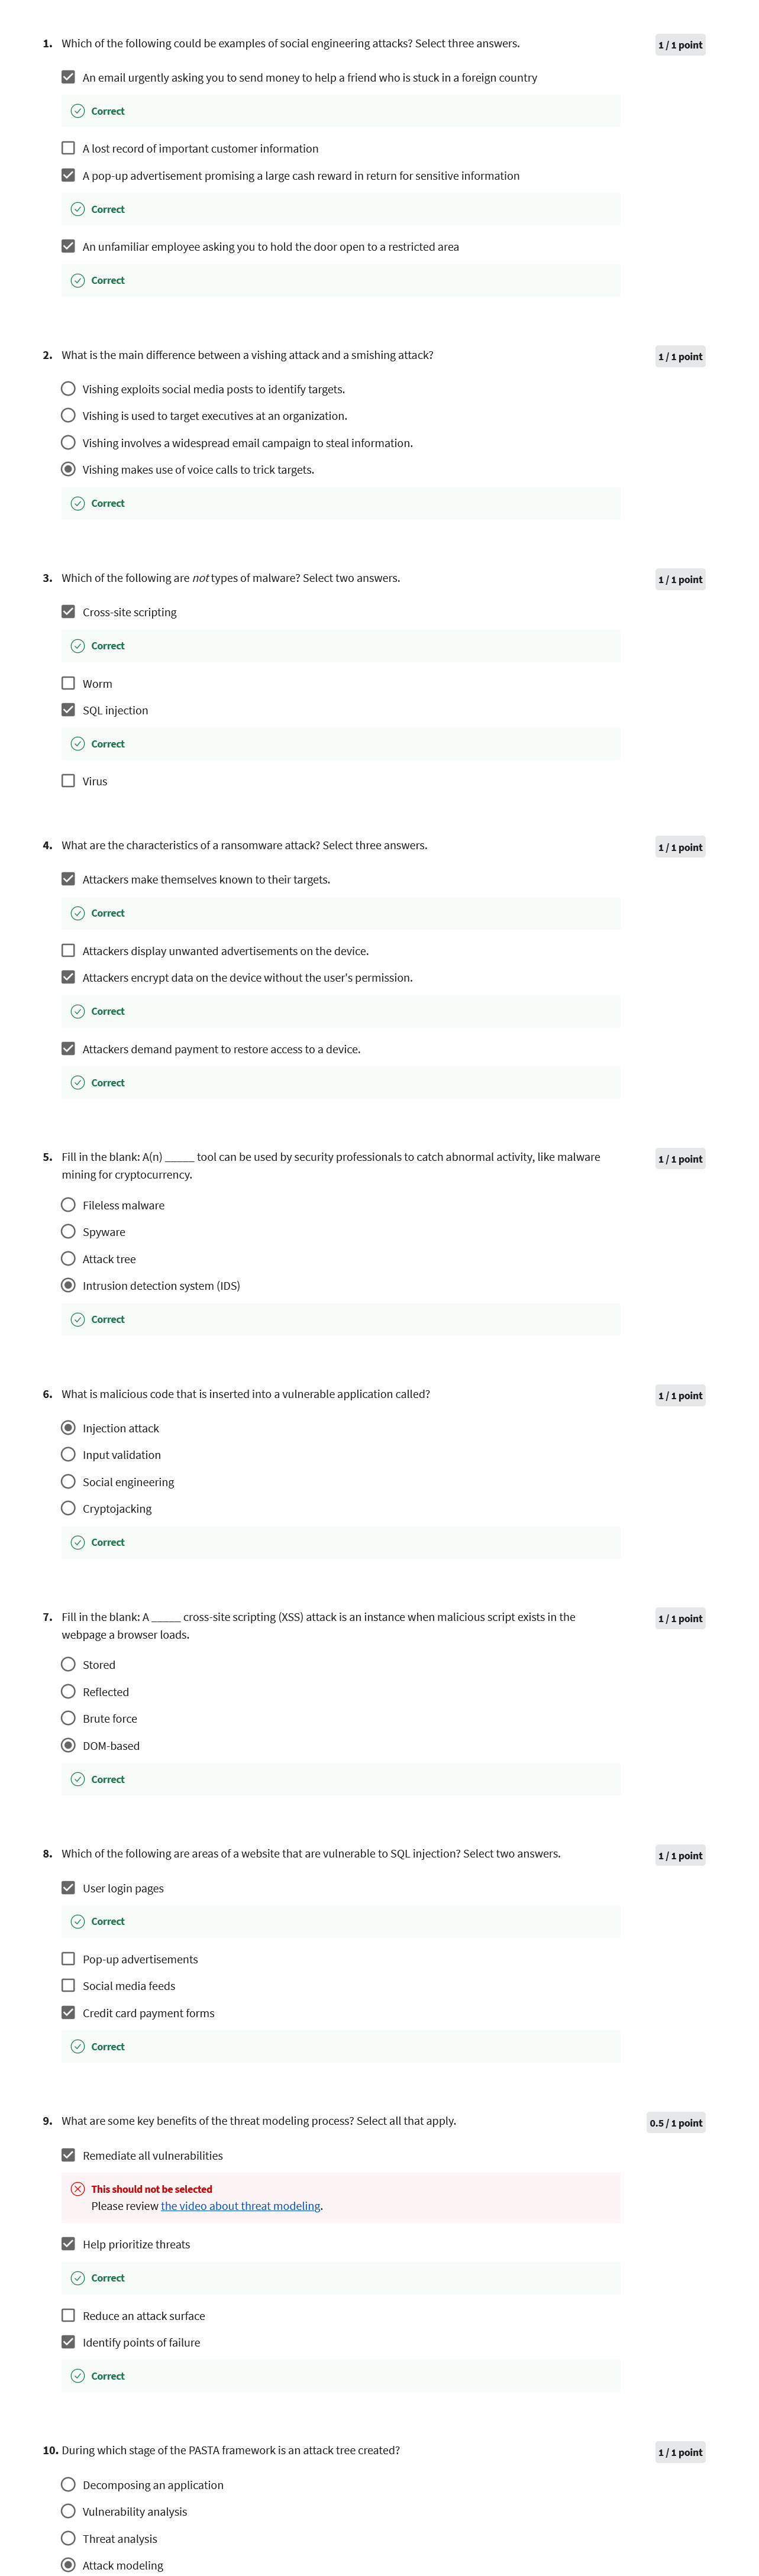 1. Which of the following could be examples of social engineering attacks? Select three answers.
1 / 1 point
An email urgently asking you to send money to help a friend who is stuck in a foreign country
Correct
A lost record of important customer information
A pop-up advertisement promising a large cash reward in return for sensitive information
Correct
An unfamiliar employee asking you to hold the door open to a restricted area
Correct
2. What is the main difference between a vishing attack and a smishing attack?
1 / 1 point
Vishing exploits social media posts to identify targets.
Vishing is used to target executives at an organization.
Vishing involves a widespread email campaign to steal information.
Vishing makes use of voice calls to trick targets.
Correct
3. Which of the following are not types of malware? Select two answers.
1 / 1 point
Cross-site scripting
Correct
Worm
SQL injection
Correct
Virus
4. What are the characteristics of a ransomware attack? Select three answers.
1 / 1 point
Attackers make themselves known to their targets.
Correct
Attackers display unwanted advertisements on the device.
Attackers encrypt data on the device without the user's permission.
Correct
Attackers demand payment to restore access to a device.
Correct
5. Fill in the blank: A(n) _____ tool can be used by security professionals to catch abnormal activity, like malware
mining for cryptocurrency.
1 / 1 point
Fileless malware
Spyware
Attack tree
Intrusion detection system (IDS)
Correct
6. What is malicious code that is inserted into a vulnerable application called?
1 / 1 point
Injection attack
Input validation
Social engineering
Cryptojacking
Correct
7. Fill in the blank: A _____ cross-site scripting (XSS) attack is an instance when malicious script exists in the
webpage a browser loads.
1 / 1 point
Stored
Reflected
Brute force
DOM-based
Correct
8. Which of the following are areas of a website that are vulnerable to SQL injection? Select two answers.
1 / 1 point
User login pages
Correct
Pop-up advertisements
Social media feeds
Credit card payment forms
Correct
9. What are some key benefits of the threat modeling process? Select all that apply.
0.5 / 1 point
Remediate all vulnerabilities
This should not be selected
Please review the video about threat modeling.
Help prioritize threats
Correct
Reduce an attack surface
Identify points of failure
Correct
10. During which stage of the PASTA framework is an attack tree created?
1 / 1 point
Decomposing an application
Vulnerability analysis
Threat analysis
Attack modeling